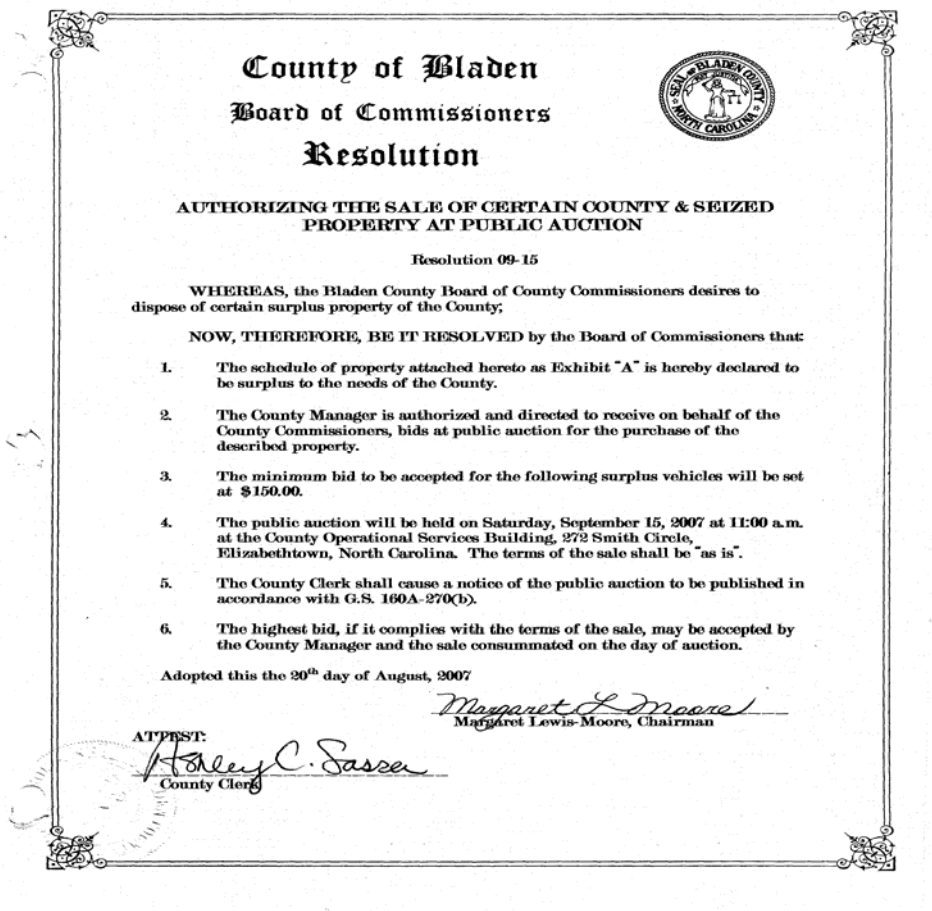 County of Bladen
Board of Commissioners
Resolution
SEAL OF BLADEN COUNTY
NORTH CAROLINA
AUTHORIZING THE SALE OF CERTAIN COUNTY & SEIZED
PROPERTY AT PUBLIC AUCTION
Resolution 09-15
WHEREAS, the Bladen County Board of County Commissioners desires to
dispose of certain surplus property of the County;
NOW, THEREFORE, BE IT RESOLVED by the Board of Commissioners that:
1. The schedule of property attached hereto as Exhibit "A" is hereby declared to
be surplus to the needs of the County.
2. The County Manager is authorized and directed to receive on behalf of the
County Commissioners, bids at public auction for the purchase of the
described property.
3. The minimum bid to be accepted for the following surplus vehicles will be set
at $150.00.
4. The public auction will be held on Saturday, September 15, 2007 at 11:00 a.m.
at the County Operational Services Building, 272 Smith Circle,
Elizabethtown, North Carolina. The terms of the sale shall be "as is".
5. The County Clerk shall cause a notice of the public auction to be published in
accordance with G.S. 160A-270(b).
6. The highest bid, if it complies with the terms of the sale, may be accepted by
the County Manager and the sale consummated on the day of auction.
Adopted this the 20th day of August, 2007
Margaret L Moore
Margaret Lewis-Moore, Chairman
ATTEST:
Ashley C. Sasser
County Clerk